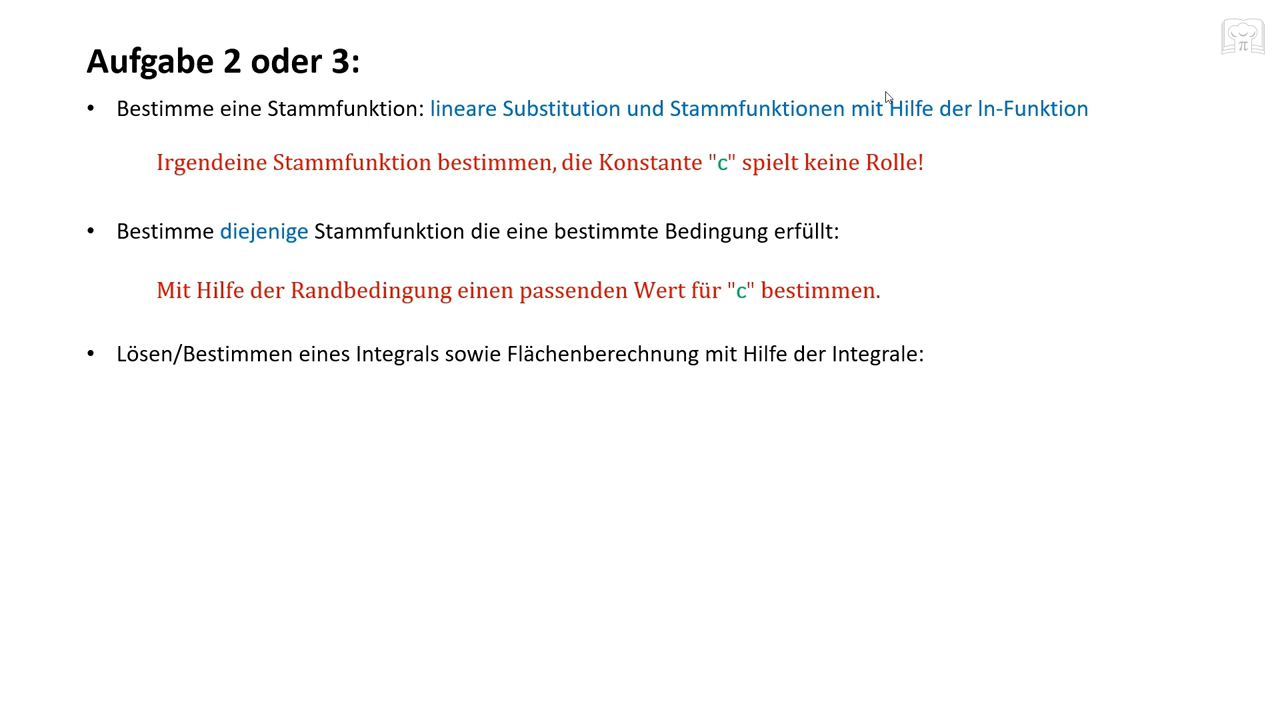 Aufgabe 2 oder 3:
• Bestimme eine Stammfunktion: lineare Substitution und Stammfunktionen mit Hilfe der ln-Funktion
Irgendeine Stammfunktion bestimmen, die Konstante "c" spielt keine Rolle!
• Bestimme diejenige Stammfunktion die eine bestimmte Bedingung erfüllt:
Mit Hilfe der Randbedingung einen passenden Wert für "c" bestimmen.
• Lösen/Bestimmen eines Integrals sowie Flächenberechnung mit Hilfe der Integrale:
π